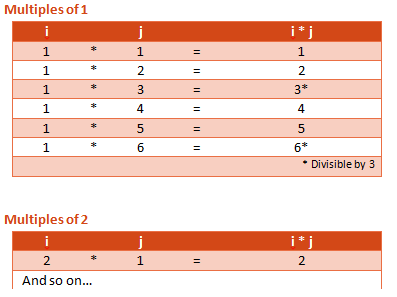 Multiples of 1
i j i * j
1 * 1 = 1
1 * 2 = 2
1 * 3 = 3*
1 * 4 = 4
1 * 5 = 5
1 * 6 = 6*
* Divisible by 3
Multiples of 2
i j i * j
2 * 1 = 2
And so on...